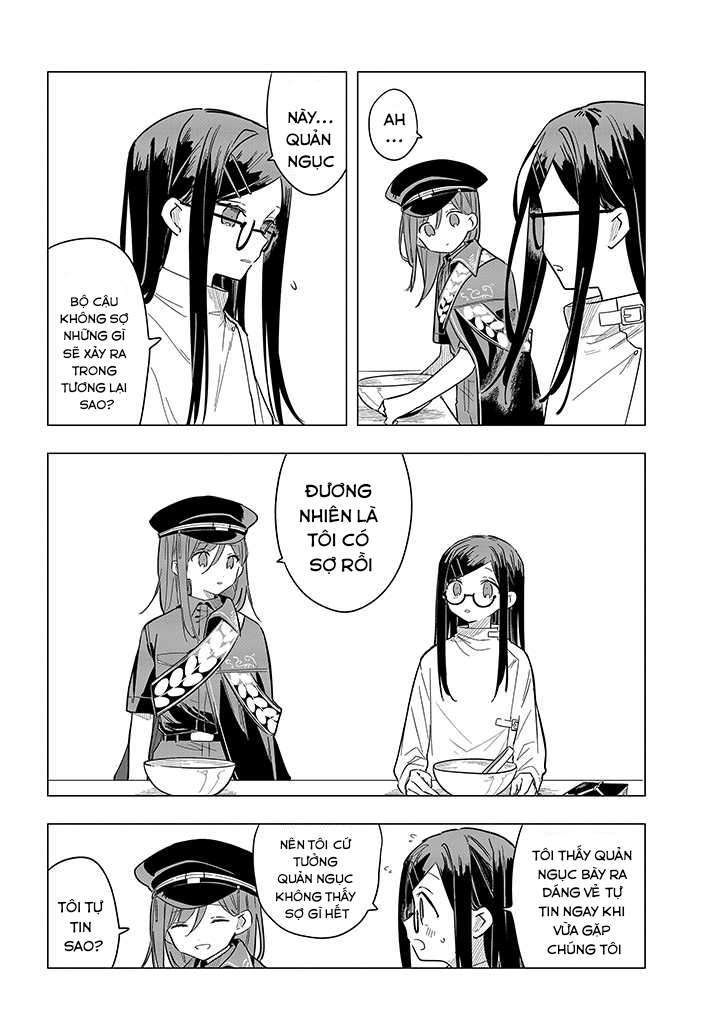 AH
...
NÀY...
QUẢN
NGỤC
BỘ CẬU
KHÔNG SỢ
NHỮNG GÌ
SẼ XẢY RA
TRONG
TƯƠNG LẠI
SAO?
ĐƯƠNG
NHIÊN LÀ
TÔI CÓ
SỢ RỒI
TÔI THẤY QUẢN
NGỤC BÀY RA
DÁNG VẺ TỰ
TIN NGAY KHI
VỪA GẶP
CHÚNG TÔI
NÊN TÔI CỨ
TƯỞNG
QUẢN NGỤC
KHÔNG THẤY
SỢ GÌ HẾT
TÔI TỰ
TIN
SAO?